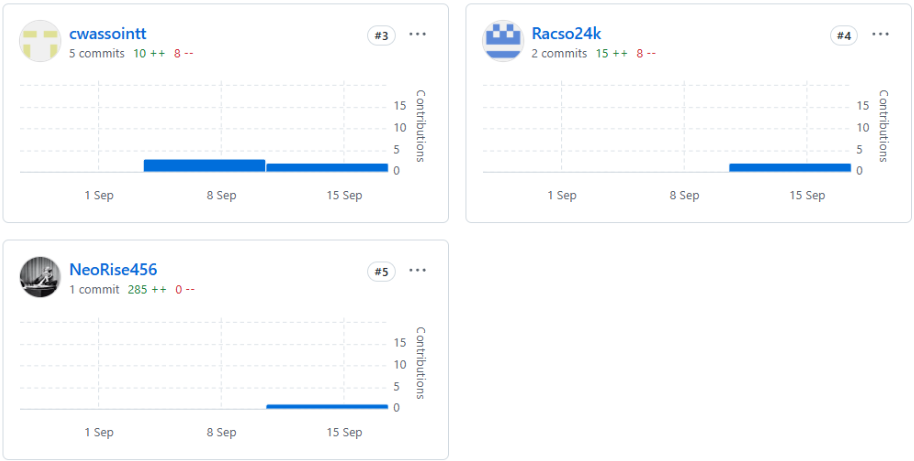 cwassointt
#3
5 commits 10 ++ 8 --
15
10
5
0
Contributions
1 Sep 8 Sep 15 Sep
Racso24k
#4
2 commits 15 ++ 8 --
15
10
5
0
Contributions
1 Sep 8 Sep 15 Sep
NeoRise456
#5
1 commit 285 ++ 0 --
15
10
5
0
Contributions
1 Sep 8 Sep 15 Sep